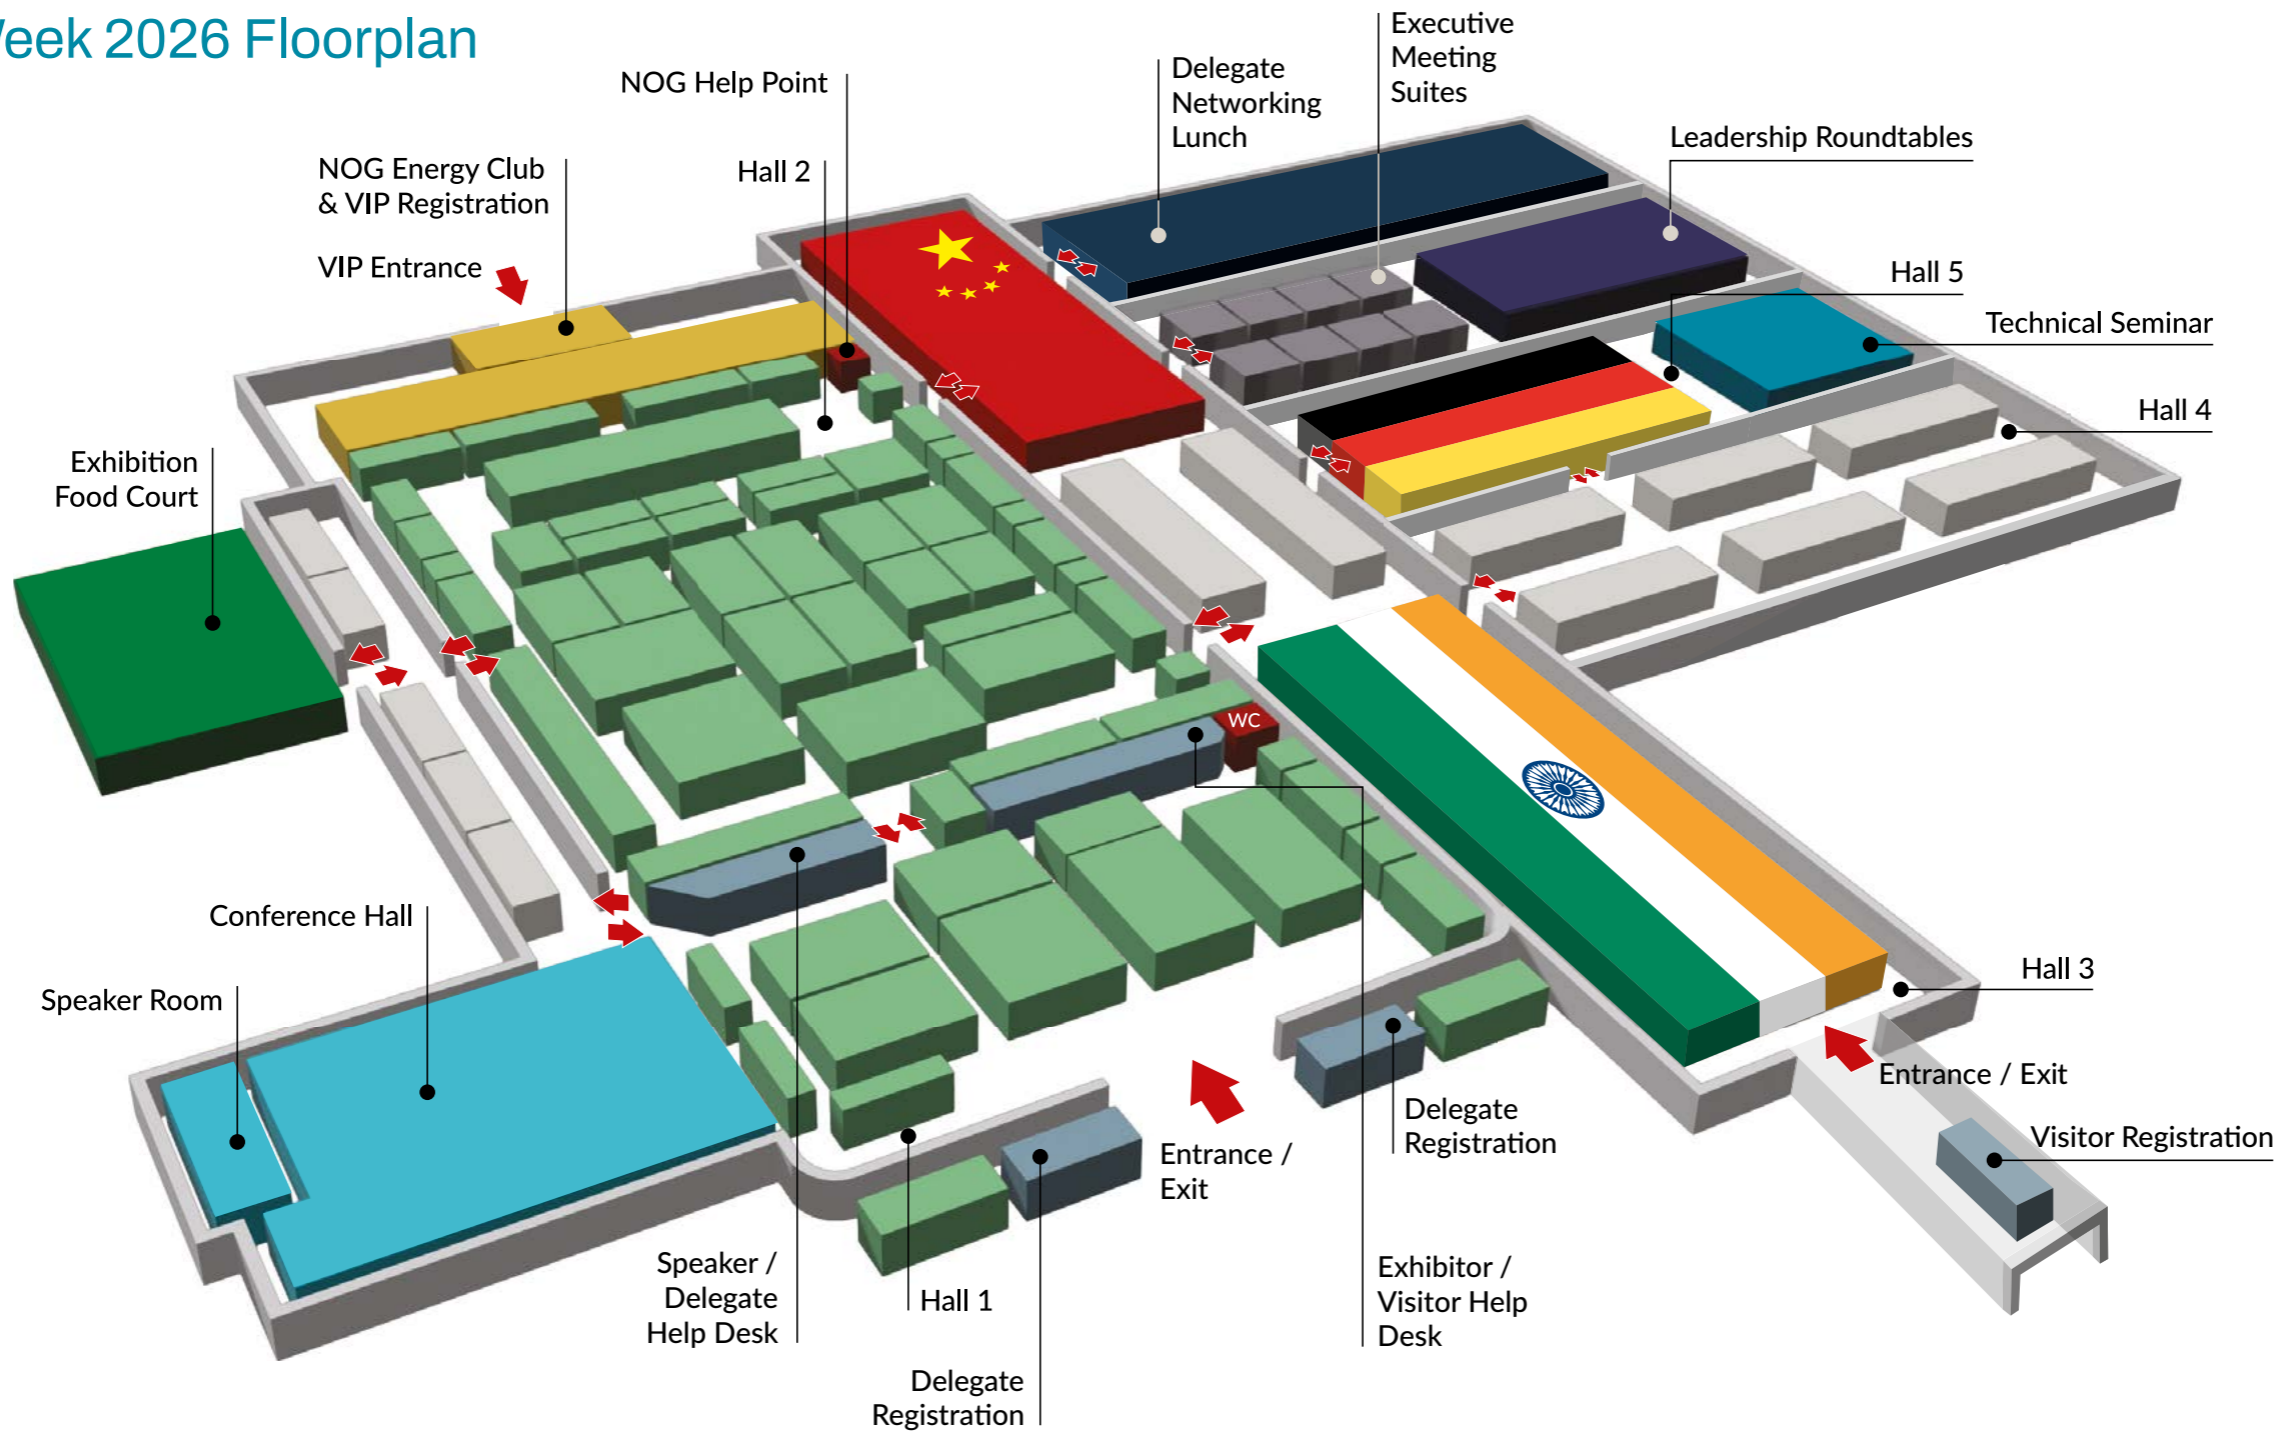 Week 2026 Floorplan
Executive
Meeting
Suites
Delegate
Networking
Lunch
NOG Help Point
Leadership Roundtables
NOG Energy Club
& VIP Registration
Hall 2
VIP Entrance
Hall 5
Technical Seminar
Hall 4
Exhibition
Food Court
WC
Conference Hall
Speaker Room
Hall 3
Entrance / Exit
Delegate
Registration
Visitor Registration
Entrance /
Exit
Speaker /
Delegate
Help Desk
Hall 1
Exhibitor /
Visitor Help
Desk
Delegate
Registration